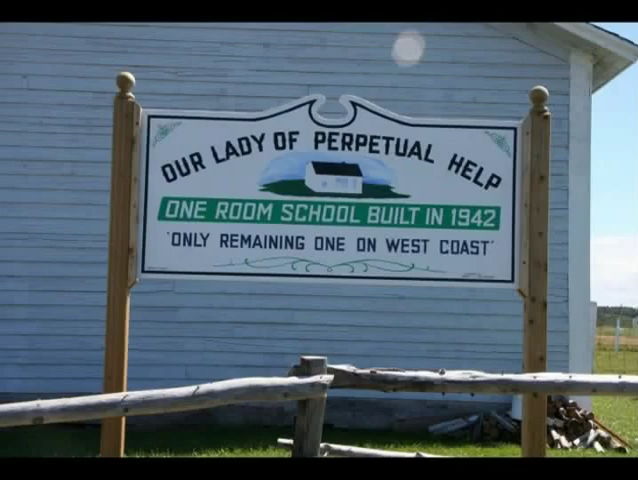 OUR LADY OF PERPETUAL HELP
ONE ROOM SCHOOL BUILT IN 1942
'ONLY REMAINING ONE ON WEST COAST'